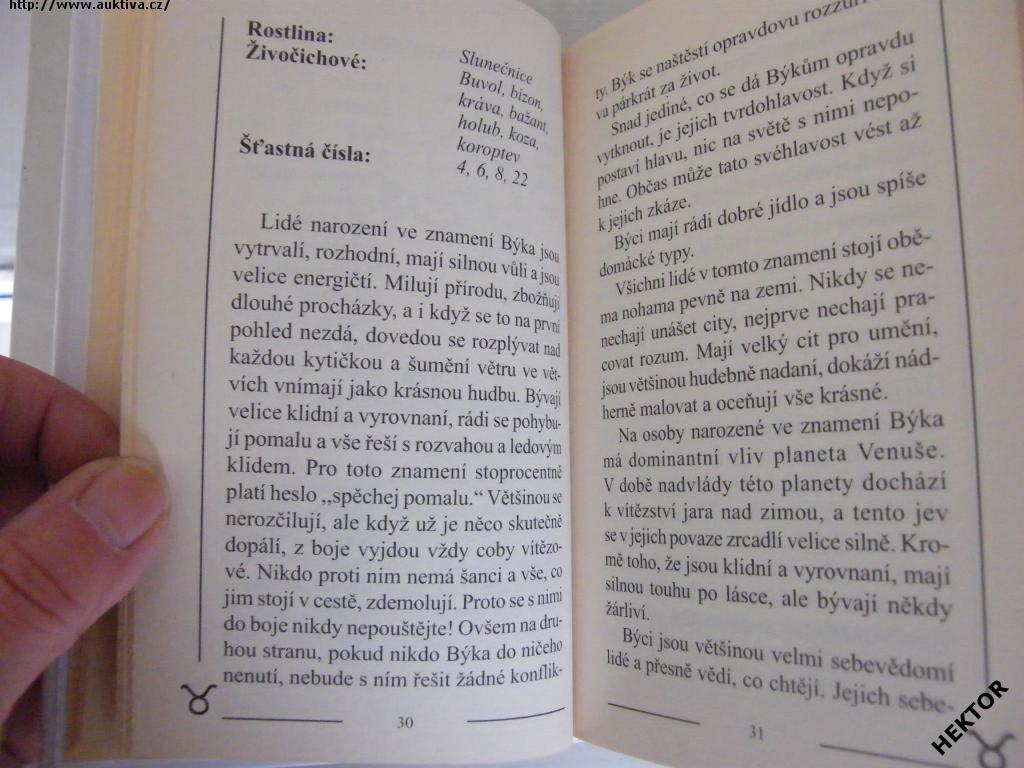 http://www.auktiva.cz/
Rostlina: Slunečnice
Živočichové: Buvol, bizon,
kráva, bažant,
holub, koza,
koroptev
Šťastná čísla: 4, 6, 8, 22
Lidé narození ve znamení Býka jsou
vytrvalí, rozhodní, mají silnou vůli a jsou
velice energičtí. Milují přírodu, zbožňují
dlouhé procházky, a i když se to na první
pohled nezdá, dovedou se rozplývat nad
každou kytičkou a šumění větru ve vět-
vích vnímají jako krásnou hudbu. Bývají
velice klidní a vyrovnaní, rádi se pohybu-
jí pomalu a vše řeší s rozvahou a ledovým
klidem. Pro toto znamení stoprocentně
platí heslo „spěchej pomalu.“ Většinou se
nerozčilují, ale když už je něco skutečně
dopálí, z boje vyjdou vždy coby vítězo-
vé. Nikdo proti nim nemá šanci a vše, co
jim stojí v cestě, zdemolují. Proto se s nimi
do boje nikdy nepouštějte! Ovšem na dru-
hou stranu, pokud nikdo Býka do ničeho
nenutí, nebude s ním řešit žádné konflik-
30
ty. Býk se naštěstí opravdovu
va párkrát za život.
Snad jediné, co se dá Býkům opravdu
vytknout, je jejich tvrdohlavost. Když si
postaví hlavu, nic na světě s nimi nepo-
hne. Občas může tato svéhlavost vést až
k jejich zkáze.
Býci mají rádi dobré jídlo a jsou spíše
domácké typy.
Všichni lidé v tomto znamení stojí obě-
ma nohama pevně na zemi. Nikdy se ne-
nechají unášet city, nejprve nechají pra-
covat rozum. Mají velký cit pro umění,
jsou většinou hudebně nadaní, dokáží nád-
herně malovat a oceňují vše krásné.
Na osoby narozené ve znamení Býka
má dominantní vliv planeta Venuše.
V době nadvlády této planety dochází
k vítězství jara nad zimou, a tento jev
se v jejich povaze zrcadlí velice silně. Kro-
mě toho, že jsou klidní a vyrovnaní, mají
silnou touhu po lásce, ale bývají někdy
žárliví.
Býci jsou většinou velmi sebevědomí
lidé a přesně vědí, co chtějí. Jejich sebe-
31
HEKTOR